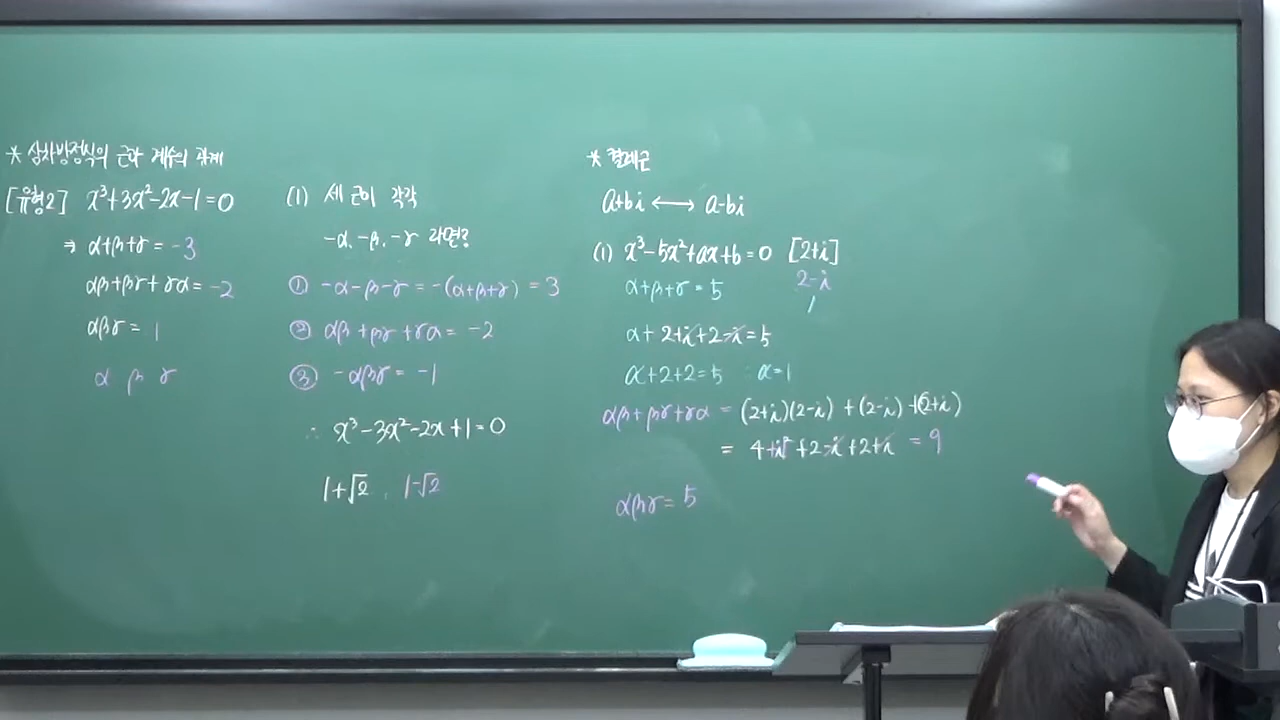 * 삼차방정식의 근과 계수의 관계
[유형2] x³+3x²-2x-1=0
⇒ α+β+γ = -3
αβ+βγ+γα = -2
αβγ = 1
α β γ
(1) 세 근이 각각
-α, -β, -γ 라면?
① -α-β-γ = -(α+β+γ) = 3
② αβ+βγ+γα = -2
③ -αβγ = -1
∴ x³-3x²-2x+1=0
1+√2 , 1-√2
* 켤레근
a+bi ⟷ a-bi
(1) x³-5x²+ax+b=0 [2+i]
2-i
1
α+β+γ = 5
α+2+i+2-i=5
α+2+2=5 ∴ α=1
αβ+βγ+γα = (2+i)(2-i)+(2-i)+(2+i)
= 4+i²+2-i+2+i = 9
αβγ = 5